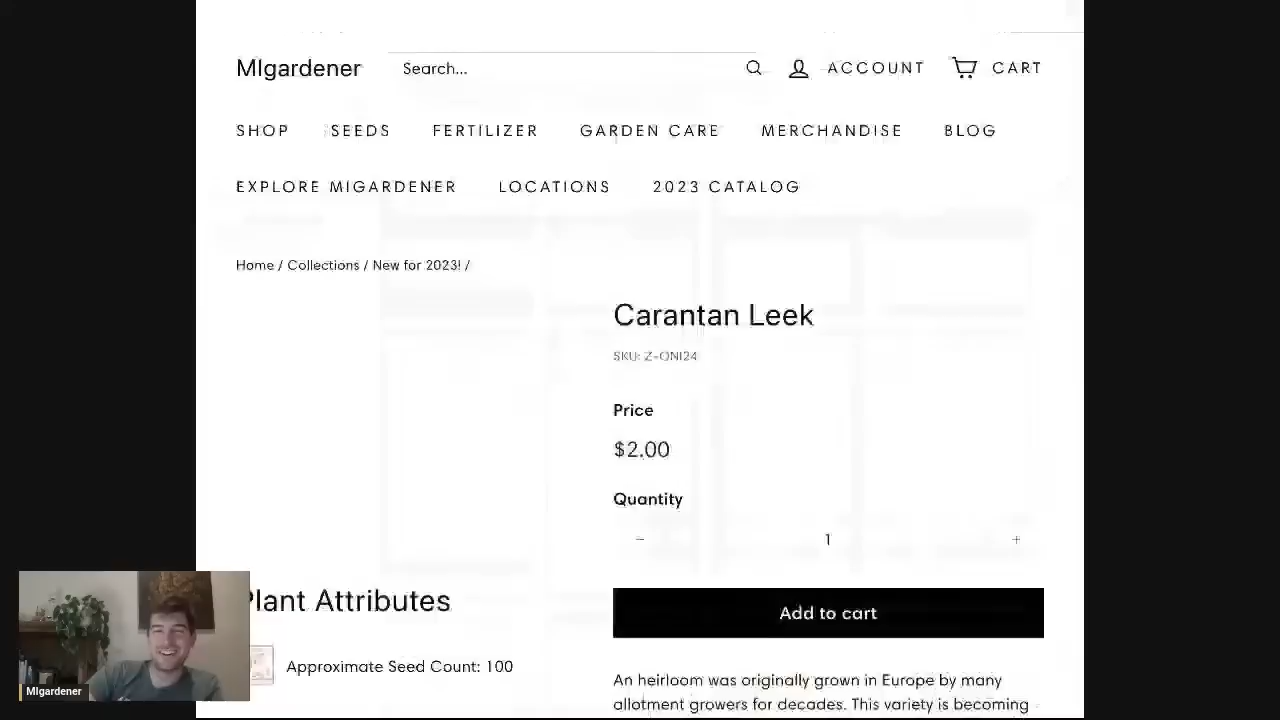 MIgardener
Search...
ACCOUNT
CART
SHOP SEEDS FERTILIZER GARDEN CARE MERCHANDISE BLOG
EXPLORE MIGARDENER LOCATIONS 2023 CATALOG
Home / Collections / New for 2023! /
Carantan Leek
SKU: Z-ONI24
Price
$2.00
Quantity
− 1 +
Add to cart
Plant Attributes
Approximate Seed Count: 100
An heirloom was originally grown in Europe by many
allotment growers for decades. This variety is becoming
MIgardener